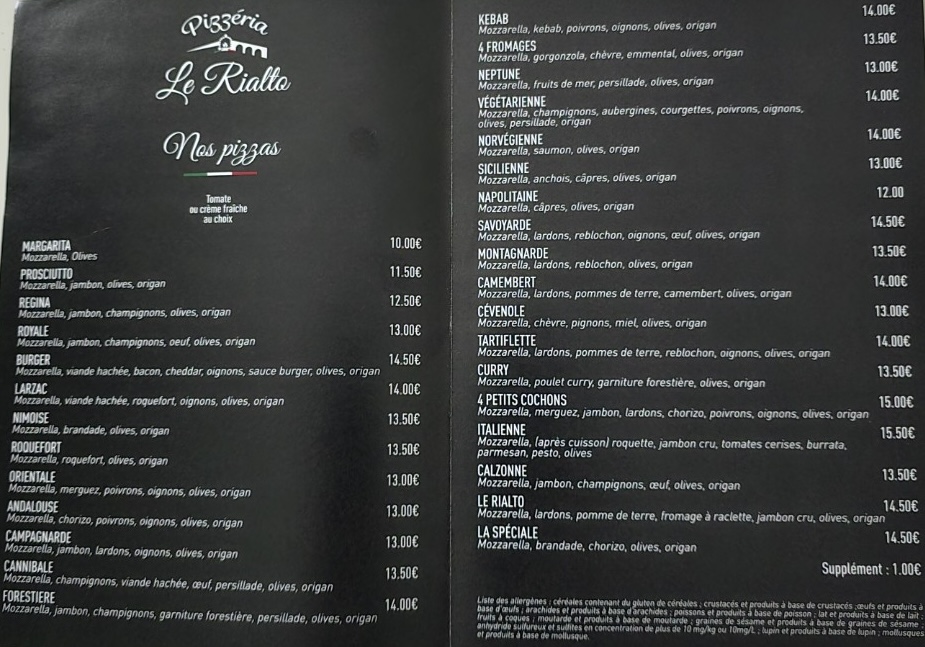 Pizzéria
Le Rialto
Nos pizzas
Tomate
ou crème fraîche
au choix
MARGARITA 10.00€
Mozzarella, Olives
PROSCIUTTO 11.50€
Mozzarella, jambon, olives, origan
REGINA 12.50€
Mozzarella, jambon, champignons, olives, origan
ROYALE 13.00€
Mozzarella, jambon, champignons, oeuf, olives, origan
BURGER 14.50€
Mozzarella, viande hachée, bacon, cheddar, oignons, sauce burger, olives, origan
LARZAC 14.00€
Mozzarella, viande hachée, roquefort, oignons, olives, origan
NIMOISE 13.50€
Mozzarella, brandade, olives, origan
ROQUEFORT 13.50€
Mozzarella, roquefort, olives, origan
ORIENTALE 13.00€
Mozzarella, merguez, poivrons, oignons, olives, origan
ANDALOUSE 13.00€
Mozzarella, chorizo, poivrons, oignons, olives, origan
CAMPAGNARDE 13.00€
Mozzarella, jambon, lardons, oignons, olives, origan
CANNIBALE 13.50€
Mozzarella, champignons, viande hachée, œuf, persillade, olives, origan
FORESTIERE 14.00€
Mozzarella, jambon, champignons, garniture forestière, persillade, olives, origan
KEBAB 14.00€
Mozzarella, kebab, poivrons, oignons, olives, origan
4 FROMAGES 13.50€
Mozzarella, gorgonzola, chèvre, emmental, olives, origan
NEPTUNE 13.00€
Mozzarella, fruits de mer, persillade, olives, origan
VÉGÉTARIENNE 14.00€
Mozzarella, champignons, aubergines, courgettes, poivrons, oignons,
olives, persillade, origan
NORVÉGIENNE 14.00€
Mozzarella, saumon, olives, origan
SICILIENNE 13.00€
Mozzarella, anchois, câpres, olives, origan
NAPOLITAINE 12.00
Mozzarella, câpres, olives, origan
SAVOYARDE 14.50€
Mozzarella, lardons, reblochon, oignons, œuf, olives, origan
MONTAGNARDE 13.50€
Mozzarella, lardons, reblochon, olives, origan
CAMEMBERT 14.00€
Mozzarella, lardons, pommes de terre, camembert, olives, origan
CÉVENOLE 13.00€
Mozzarella, chèvre, pignons, miel, olives, origan
TARTIFLETTE 14.00€
Mozzarella, lardons, pommes de terre, reblochon, oignons, olives, origan
CURRY 13.50€
Mozzarella, poulet curry, garniture forestière, olives, origan
4 PETITS COCHONS 15.00€
Mozzarella, merguez, jambon, lardons, chorizo, poivrons, oignons, olives, origan
ITALIENNE 15.50€
Mozzarella, (après cuisson) roquette, jambon cru, tomates cerises, burrata,
parmesan, pesto, olives
CALZONNE 13.50€
Mozzarella, jambon, champignons, œuf, olives, origan
LE RIALTO 14.50€
Mozzarella, lardons, pomme de terre, fromage à raclette, jambon cru, olives, origan
LA SPÉCIALE 14.50€
Mozzarella, brandade, chorizo, olives, origan
Supplément : 1.00€
Liste des allergènes : céréales contenant du gluten de céréales ; crustacés et produits à base de crustacés ;œufs et produits à
base d'œufs ; arachides et produits à base d'arachides ; poissons et produits à base de poisson ; lait et produits à base de lait ;
fruits à coques ; moutarde et produits à base de moutarde ; graines de sésame et produits à base de graines de sésame ;
anhydride sulfureux et sulfites en concentration de plus de 10 mg/kg ou 10mg/L ; lupin et produits à base de lupin ; mollusques
et produits à base de mollusque.